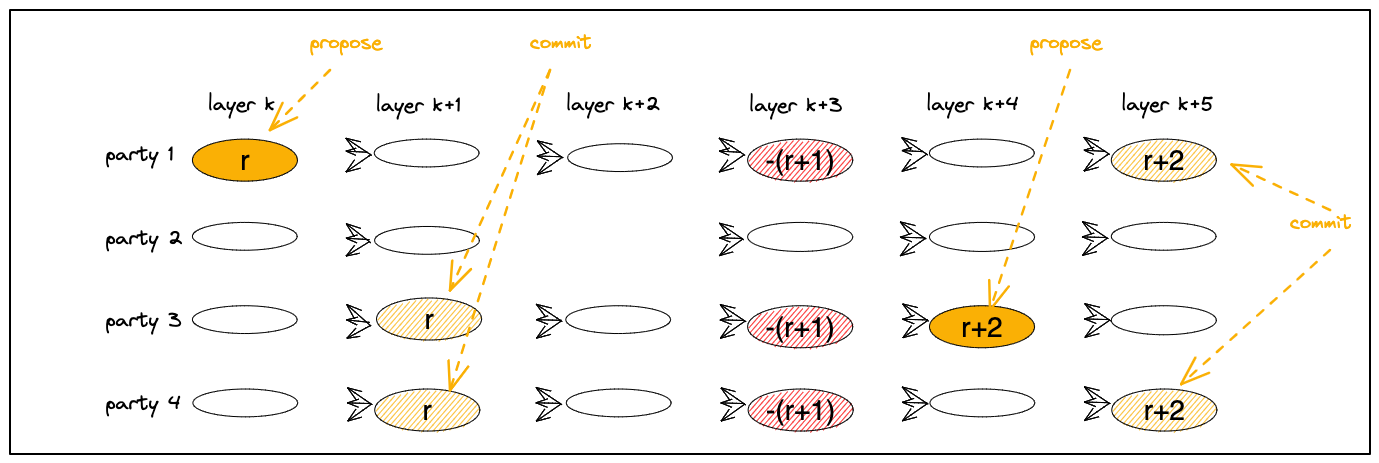 propose commit propose
layer k layer k+1 layer k+2 layer k+3 layer k+4 layer k+5
party 1 r -(r+1) r+2
party 2 commit
party 3 r -(r+1) r+2
party 4 r -(r+1) r+2